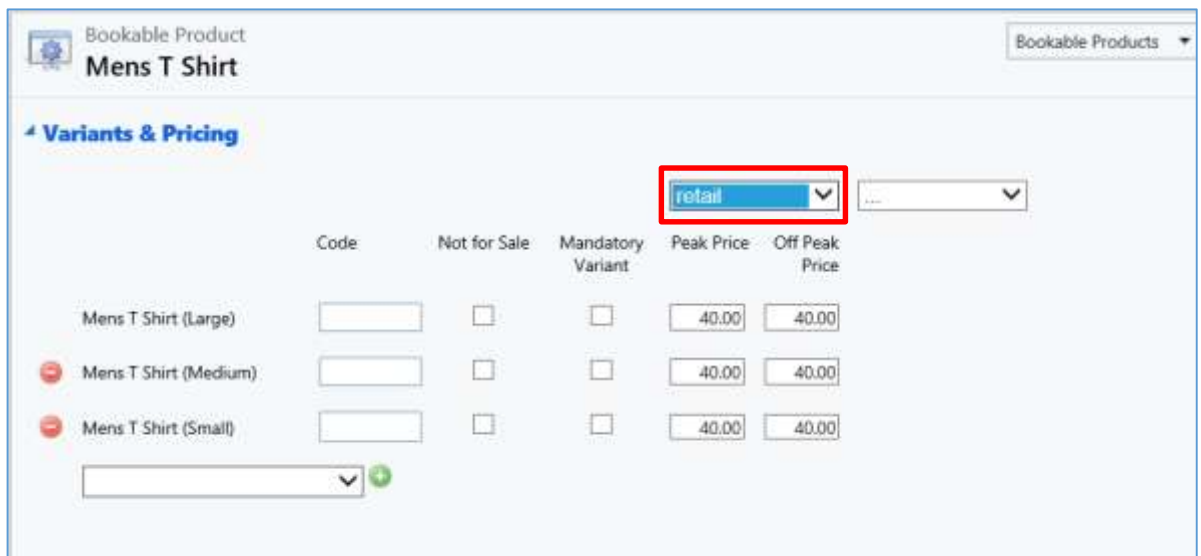 Bookable Product
Mens T Shirt
Bookable Products
Variants & Pricing
retail
...
Code Not for Sale Mandatory Variant Peak Price Off Peak Price
Mens T Shirt (Large) 40.00 40.00
Mens T Shirt (Medium) 40.00 40.00
Mens T Shirt (Small) 40.00 40.00